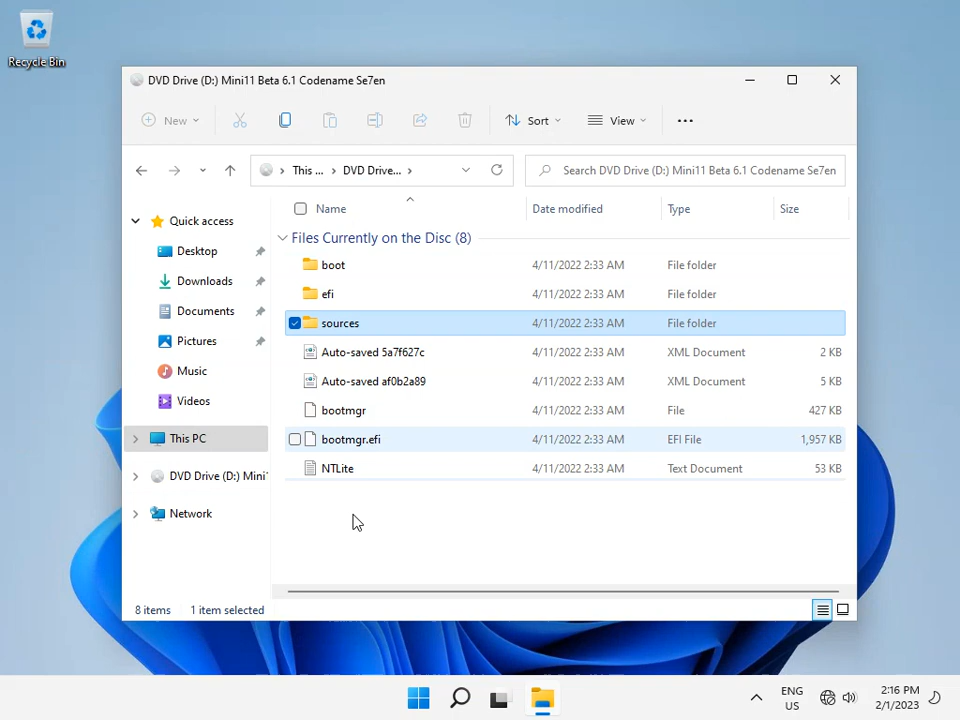 Recycle Bin
DVD Drive (D:) Mini11 Beta 6.1 Codename Se7en
New
Sort
View
This ...
DVD Drive...
Search DVD Drive (D:) Mini11 Beta 6.1 Codename Se7en
Quick access
Desktop
Downloads
Documents
Pictures
Music
Videos
This PC
DVD Drive (D:) Mini
Network
Name Date modified Type Size
Files Currently on the Disc (8)
boot 4/11/2022 2:33 AM File folder
efi 4/11/2022 2:33 AM File folder
sources 4/11/2022 2:33 AM File folder
Auto-saved 5a7f627c 4/11/2022 2:33 AM XML Document 2 KB
Auto-saved af0b2a89 4/11/2022 2:33 AM XML Document 5 KB
bootmgr 4/11/2022 2:33 AM File 427 KB
bootmgr.efi 4/11/2022 2:33 AM EFI File 1,957 KB
NTLite 4/11/2022 2:33 AM Text Document 53 KB
8 items 1 item selected
ENG
US
2:16 PM
2/1/2023